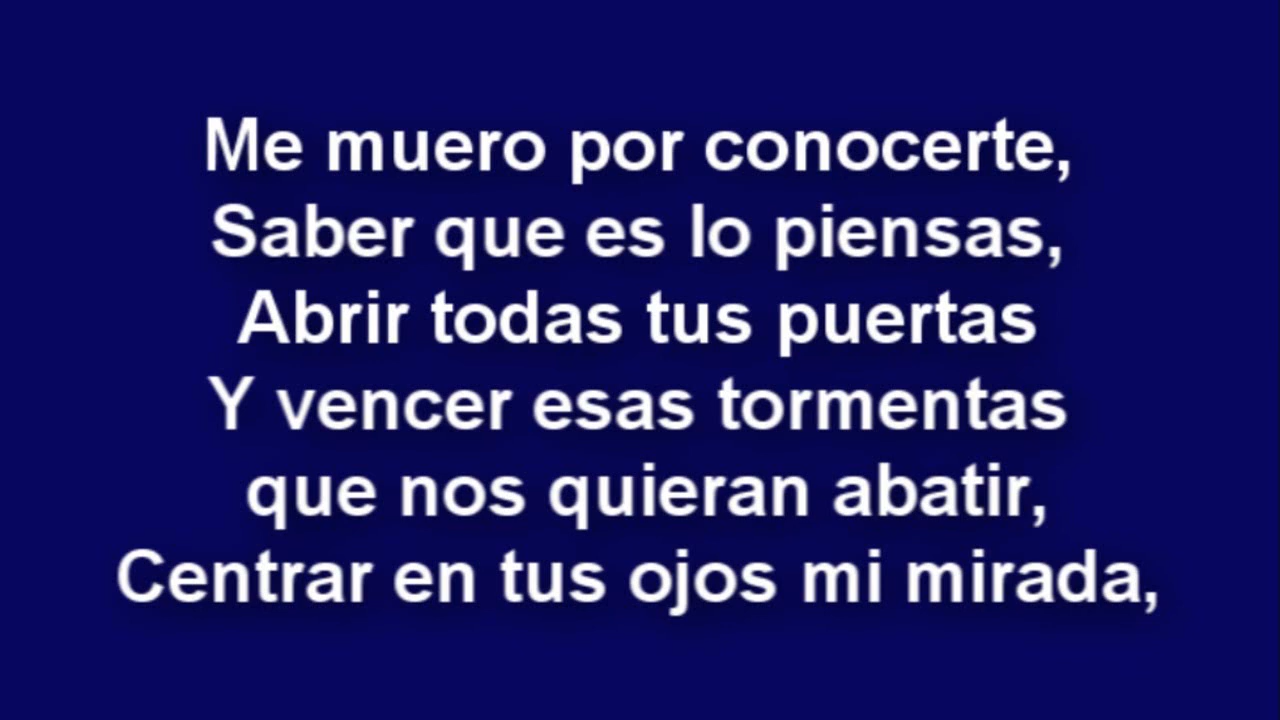 Me muero por conocerte,
Saber que es lo piensas,
Abrir todas tus puertas
Y vencer esas tormentas
que nos quieran abatir,
Centrar en tus ojos mi mirada,